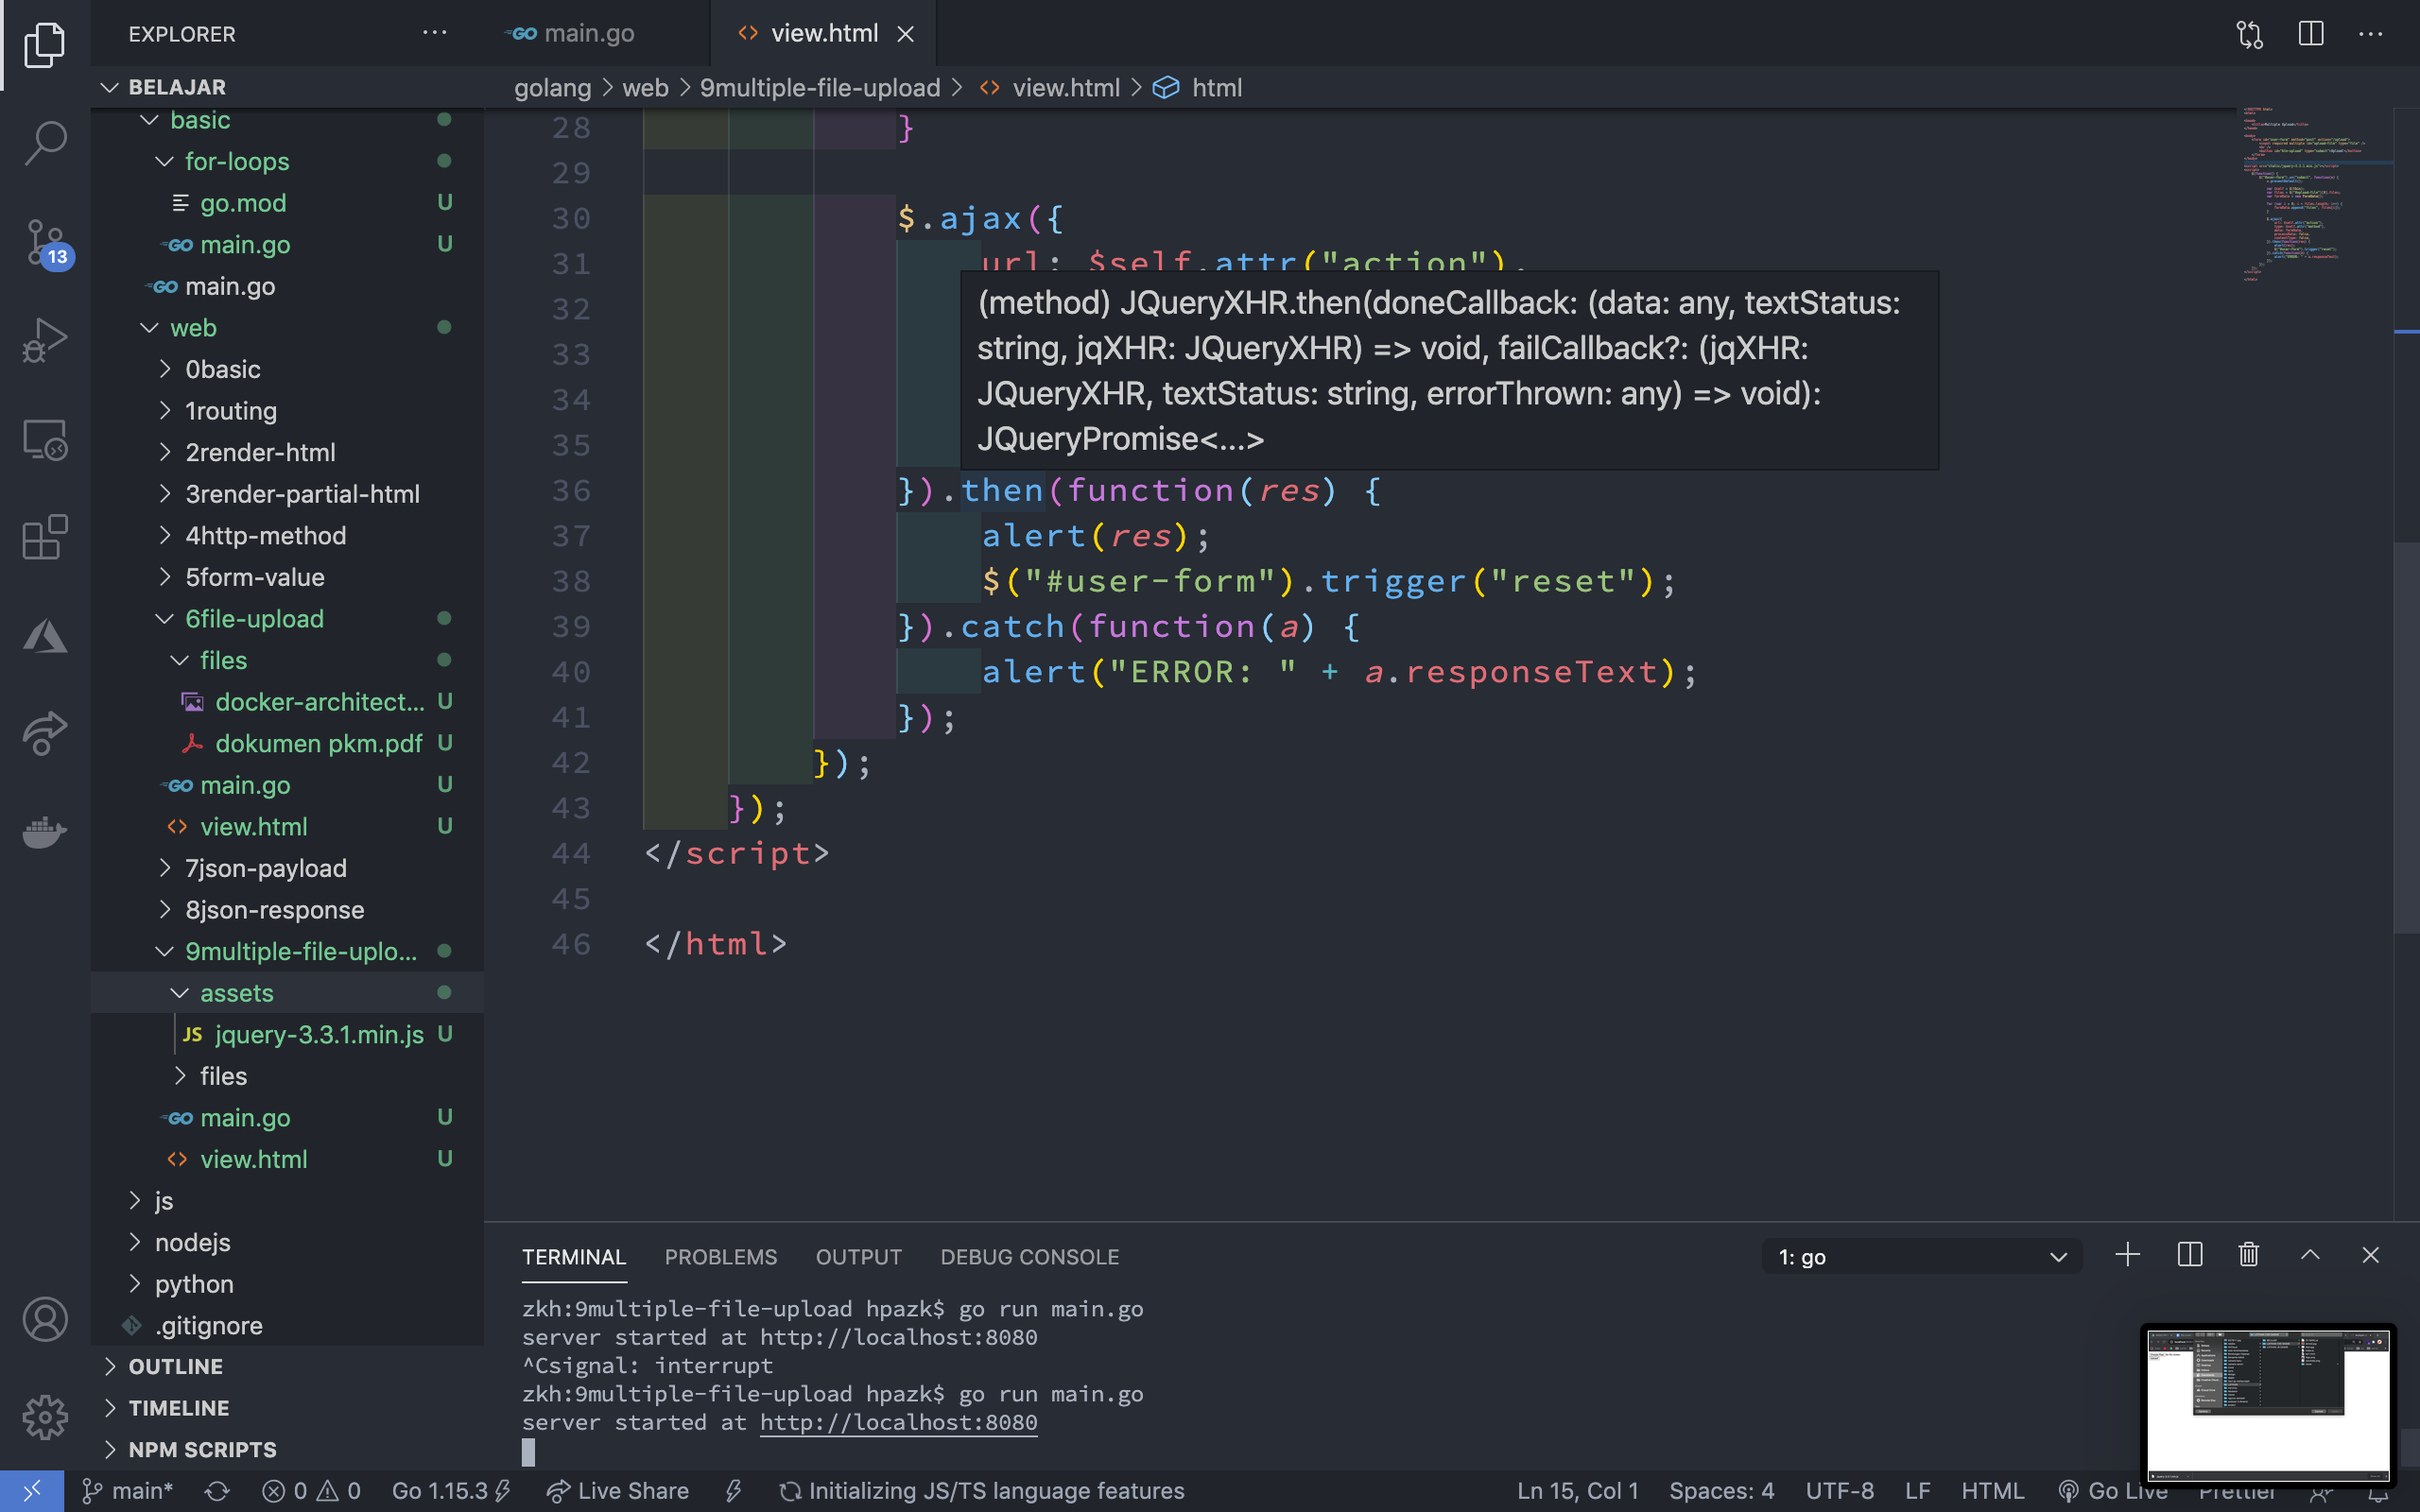 EXPLORER
BELAJAR
basic
for-loops
go.mod U
main.go U
main.go
web
0basic
1routing
2render-html
3render-partial-html
4http-method
5form-value
6file-upload
files
docker-architect... U
dokumen pkm.pdf U
main.go U
view.html U
7json-payload
8json-response
9multiple-file-uplo...
assets
JS jquery-3.3.1.min.js U
files
main.go U
view.html U
js
nodejs
python
.gitignore
OUTLINE
TIMELINE
NPM SCRIPTS
13
GO main.go
view.html
golang > web > 9multiple-file-upload > view.html > html
28 }
29
30 $.ajax({
31 url: $self.attr("action"),
32
33
34
35
(method) JQueryXHR.then(doneCallback: (data: any, textStatus:
string, jqXHR: JQueryXHR) => void, failCallback?: (jqXHR:
JQueryXHR, textStatus: string, errorThrown: any) => void):
JQueryPromise<...>
36 }).then(function(res) {
37 alert(res);
38 $("#user-form").trigger("reset");
39 }).catch(function(a) {
40 alert("ERROR: " + a.responseText);
41 });
42 });
43 });
44 </script>
45
46 </html>
TERMINAL PROBLEMS OUTPUT DEBUG CONSOLE
1: go
zkh:9multiple-file-upload hpazk$ go run main.go
server started at http://localhost:8080
^Csignal: interrupt
zkh:9multiple-file-upload hpazk$ go run main.go
server started at http://localhost:8080
main* 0 0 Go 1.15.3 Live Share Initializing JS/TS language features Ln 15, Col 1 Spaces: 4 UTF-8 LF HTML Go Live Prettier